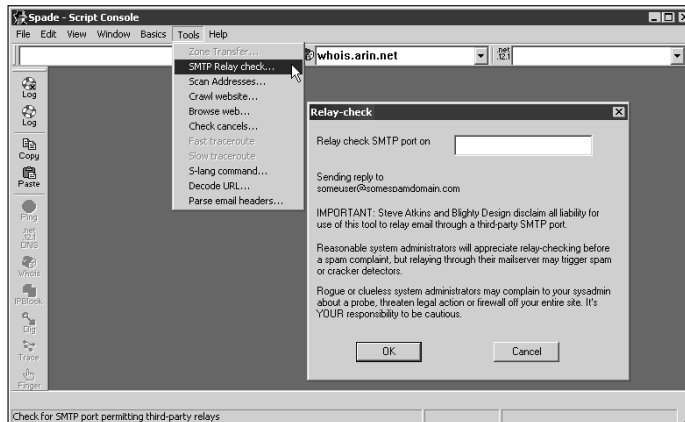 Spade - Script Console
File Edit View Window Basics Tools Help
whois.arin.net
.net
.12.1
Zone Transfer...
SMTP Relay check...
Scan Addresses...
Crawl website...
Browse web...
Check cancels...
Fast traceroute
Slow traceroute
S-lang command...
Decode URL...
Parse email headers...
Log
Log
Copy
Paste
Ping
.net
.12.1
DNS
Whois
IPBlock
Dig
Trace
Finger
Relay-check
Relay check SMTP port on
Sending reply to
someuser@somespamdomain.com
IMPORTANT: Steve Atkins and Blighty Design disclaim all liability for
use of this tool to relay email through a third-party SMTP port.
Reasonable system administrators will appreciate relay-checking before
a spam complaint, but relaying through their mailserver may trigger spam
or cracker detectors.
Rogue or clueless system administrators may complain to your sysadmin
about a probe, threaten legal action or firewall off your entire site. It's
YOUR responsibility to be cautious.
OK
Cancel
Check for SMTP port permitting third-party relays